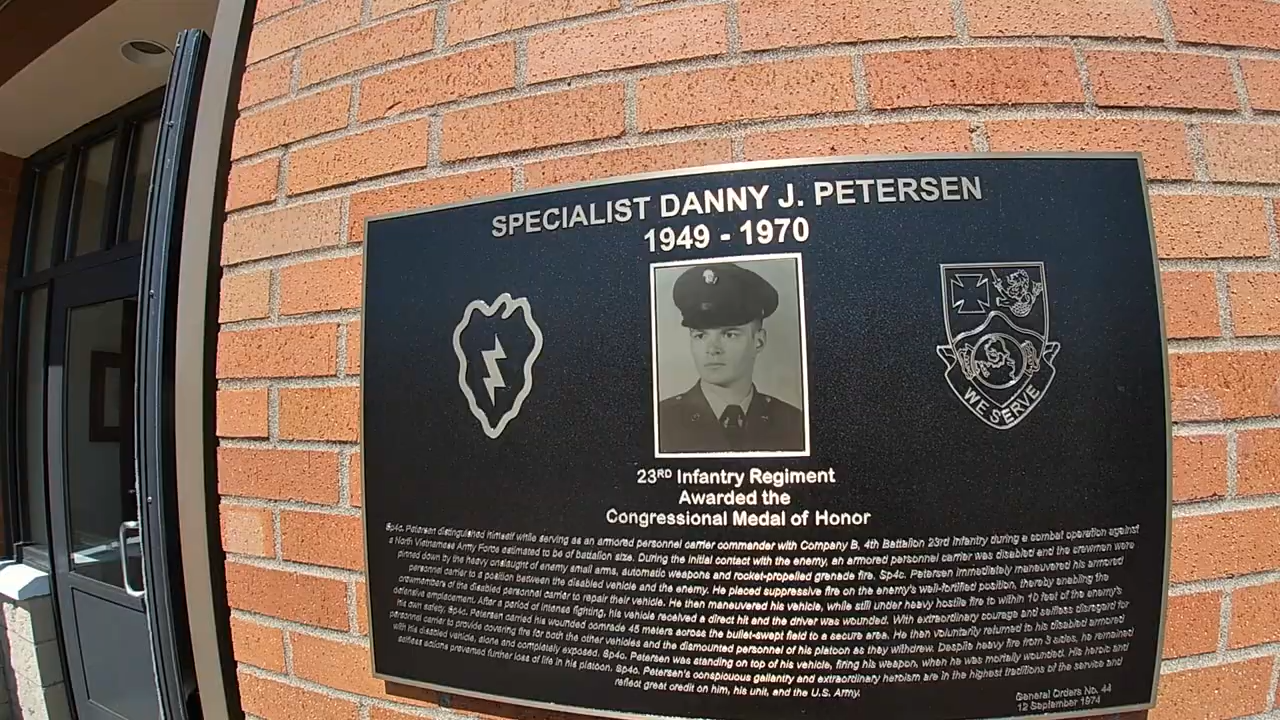 SPECIALIST DANNY J. PETERSEN
1949 - 1970
WE SERVE
23RD Infantry Regiment
Awarded the
Congressional Medal of Honor
Sp4c. Petersen distinguished himself while serving as an armored personnel carrier commander with Company B, 4th Battalion 23rd Infantry during a combat operation against
a North Vietnamese Army Force estimated to be of battalion size. During the initial contact with the enemy, an armored personnel carrier was disabled and the crewmen were
pinned down by the heavy onslaught of enemy small arms, automatic weapons and rocket-propelled grenade fire. Sp4c. Petersen immediately maneuvered his armored
personnel carrier to a position between the disabled vehicle and the enemy. He placed suppressive fire on the enemy's well-fortified position, thereby enabling the
crewmembers of the disabled personnel carrier to repair their vehicle. He then maneuvered his vehicle, while still under heavy hostile fire to within 10 feet of the enemy's
defensive emplacement. After a period of intense fighting, his vehicle received a direct hit and the driver was wounded. With extraordinary courage and selfless disregard for
his own safety, Sp4c. Petersen carried his wounded comrade 45 meters across the bullet-swept field to a secure area. He then voluntarily returned to his disabled armored
personnel carrier to provide covering fire for both the other vehicles and the dismounted personnel of his platoon as they withdrew. Despite heavy fire from 3 sides, he remained
with his disabled vehicle, alone and completely exposed. Sp4c. Petersen was standing on top of his vehicle, firing his weapon, when he was mortally wounded. His heroic and
selfless actions prevented further loss of life in his platoon. Sp4c. Petersen's conspicuous gallantry and extraordinary heroism are in the highest traditions of the service and
reflect great credit on him, his unit, and the U.S. Army.
General Orders No. 44
12 September 1974